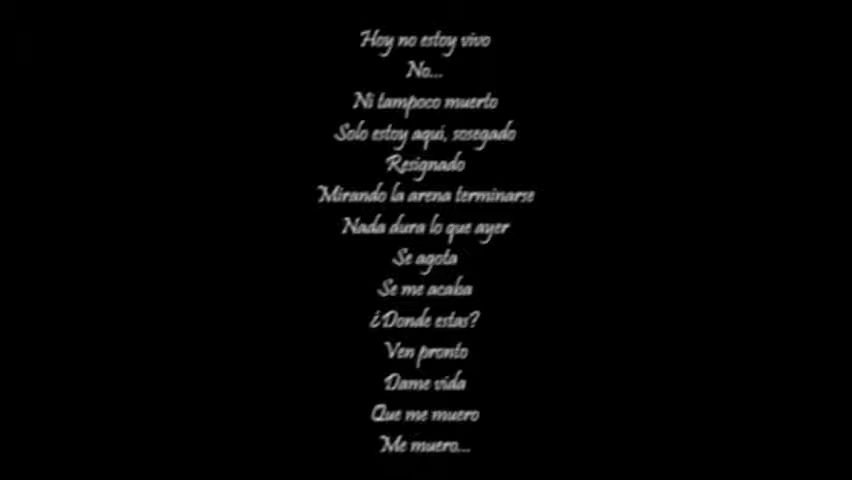 Hoy no estoy vivo
No...
Ni tampoco muerto
Solo estoy aqui, sosegado
Resignado
Mirando la arena terminarse
Nada dura lo que ayer
Se agota
Se me acaba
¿Donde estas?
Ven pronto
Dame vida
Que me muero
Me muero...